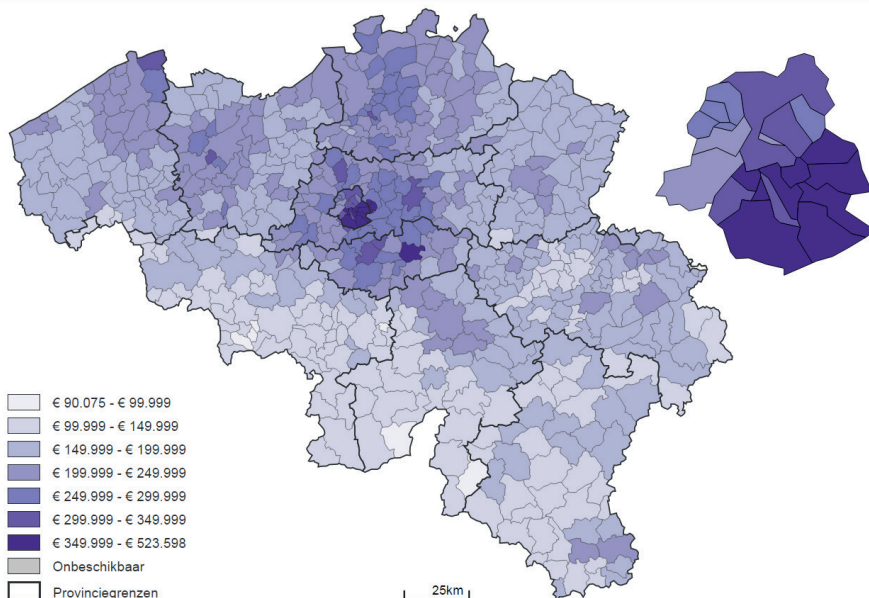 € 90.075 - € 99.999
€ 99.999 - € 149.999
€ 149.999 - € 199.999
€ 199.999 - € 249.999
€ 249.999 - € 299.999
€ 299.999 - € 349.999
€ 349.999 - € 523.598
Onbeschikbaar
Provinciegrenzen
25km